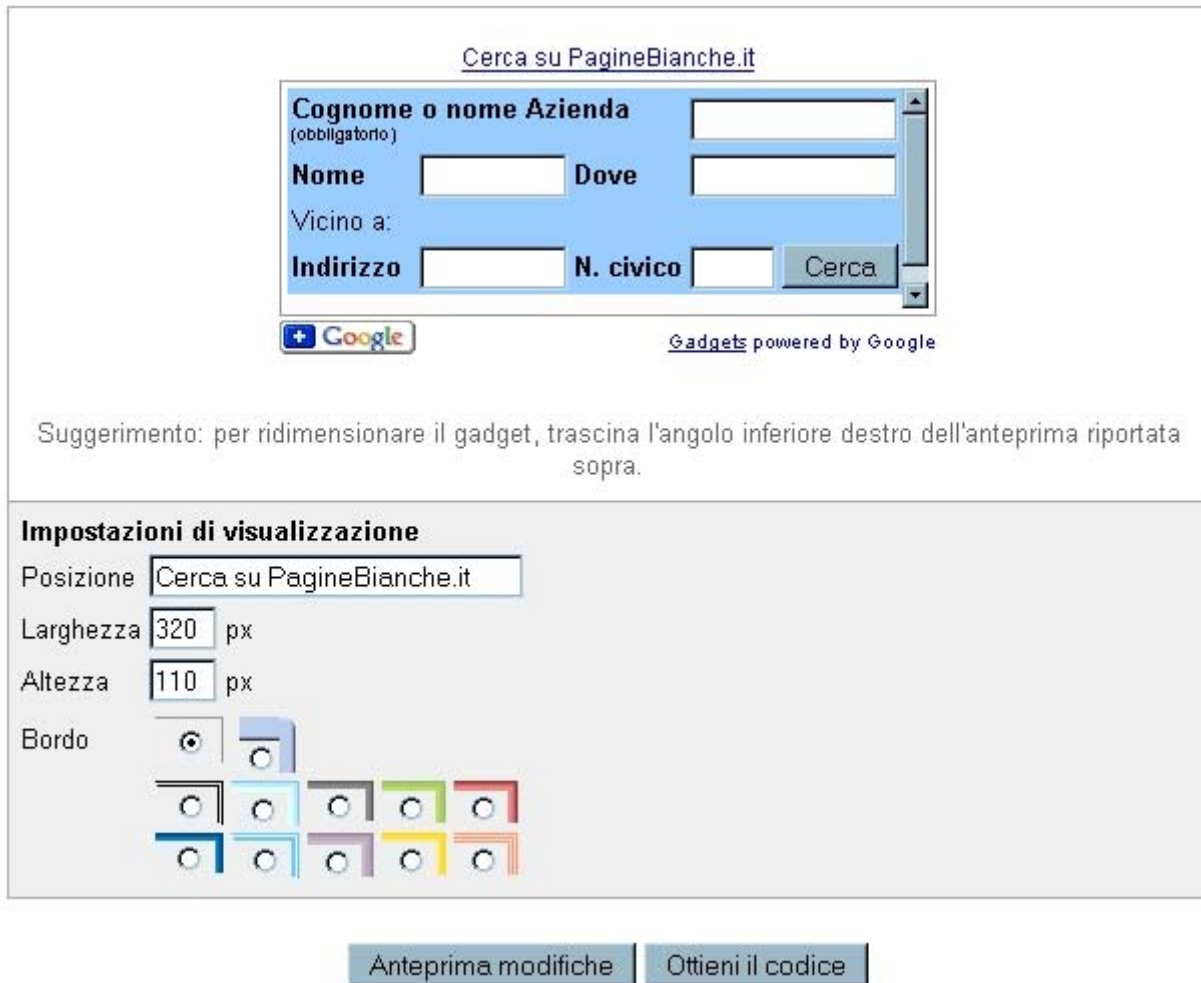 Cerca su PagineBianche.it
Cognome o nome Azienda
(obbligatorio)
Nome Dove
Vicino a:
Indirizzo N. civico Cerca
+ Google
Gadgets powered by Google
Suggerimento: per ridimensionare il gadget, trascina l'angolo inferiore destro dell'anteprima riportata
sopra.
Impostazioni di visualizzazione
Posizione Cerca su PagineBianche.it
Larghezza 320 px
Altezza 110 px
Bordo
Anteprima modifiche Ottieni il codice